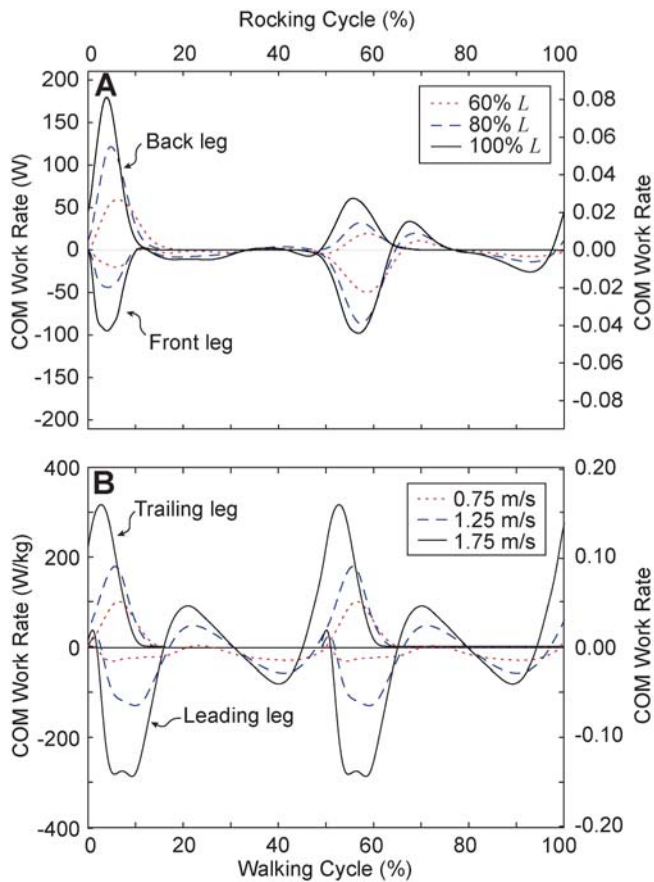 Rocking Cycle (%)
0 20 40 60 80 100
A
200
150
100
50
0
-50
-100
-150
-200
COM Work Rate (W)
Back leg
Front leg
60% L
80% L
100% L
0.08
0.06
0.04
0.02
0.00
-0.02
-0.04
-0.06
-0.08
COM Work Rate
B
400
200
0
-200
-400
COM Work Rate (W/kg)
Trailing leg
Leading leg
0.75 m/s
1.25 m/s
1.75 m/s
0.20
0.10
0.00
-0.10
-0.20
COM Work Rate
0 20 40 60 80 100
Walking Cycle (%)